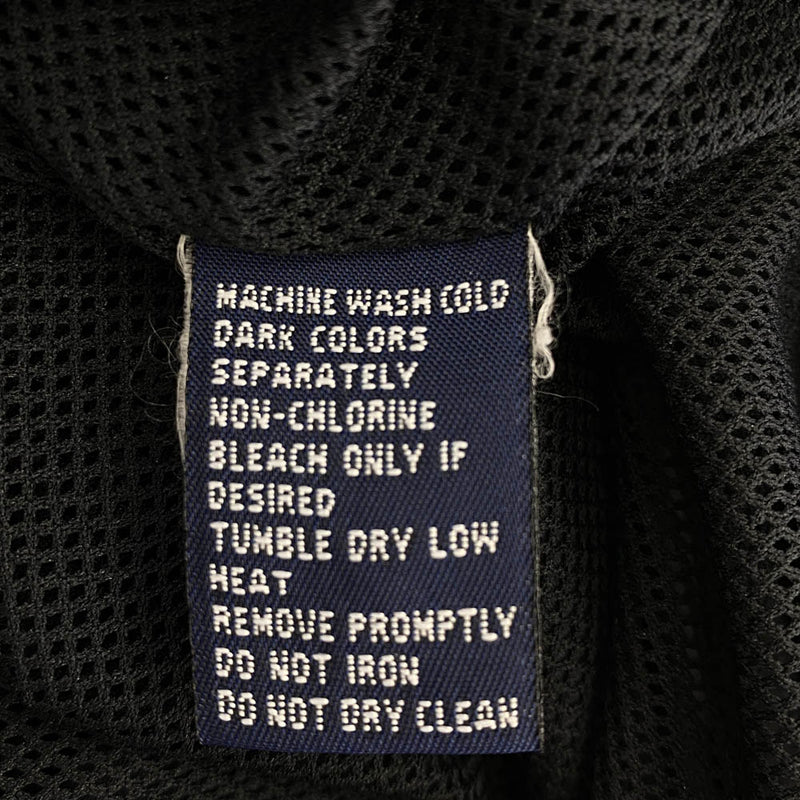 MACHINE WASH COLD
DARK COLORS
SEPARATELY
NON-CHLORINE
BLEACH ONLY IF
DESIRED
TUMBLE DRY LOW
HEAT
REMOVE PROMPTLY
DO NOT IRON
DO NOT DRY CLEAN